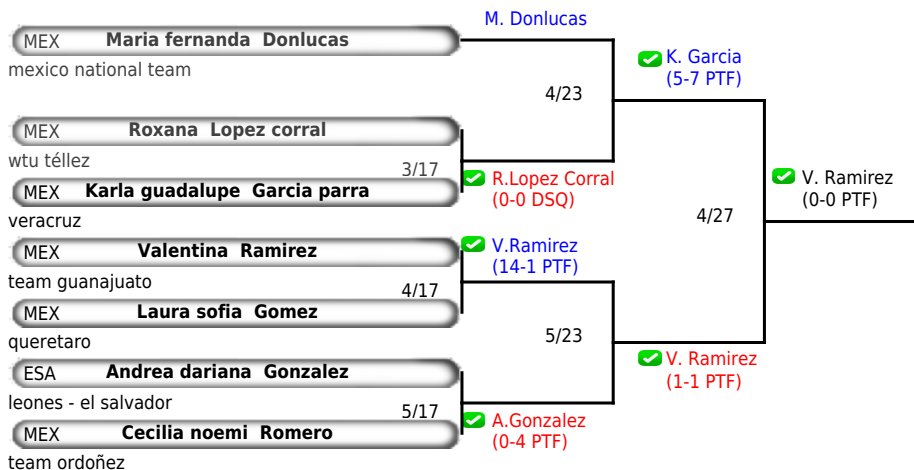 M. Donlucas
MEX Maria fernanda Donlucas
mexico national team
K. Garcia
(5-7 PTF)
4/23
MEX Roxana Lopez corral
wtu téllez
3/17
R.Lopez Corral
(0-0 DSQ)
MEX Karla guadalupe Garcia parra
veracruz
V. Ramirez
(0-0 PTF)
4/27
MEX Valentina Ramirez
team guanajuato
V.Ramirez
(14-1 PTF)
4/17
MEX Laura sofia Gomez
queretaro
5/23
ESA Andrea dariana Gonzalez
leones - el salvador
V. Ramirez
(1-1 PTF)
5/17
A.Gonzalez
(0-4 PTF)
MEX Cecilia noemi Romero
team ordoñez